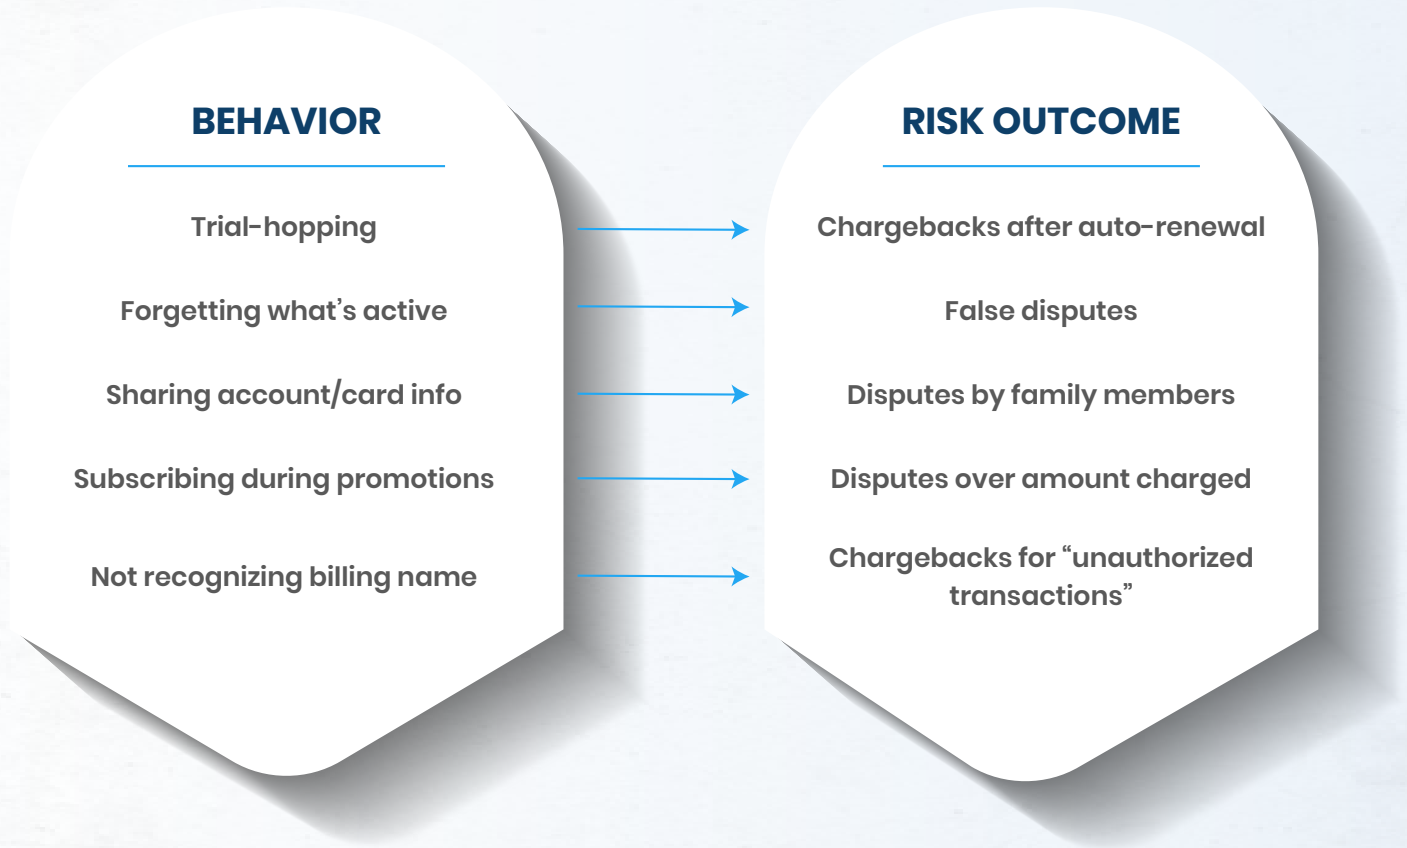 BEHAVIOR
Trial-hopping
Forgetting what’s active
Sharing account/card info
Subscribing during promotions
Not recognizing billing name
RISK OUTCOME
Chargebacks after auto-renewal
False disputes
Disputes by family members
Disputes over amount charged
Chargebacks for “unauthorized
transactions”